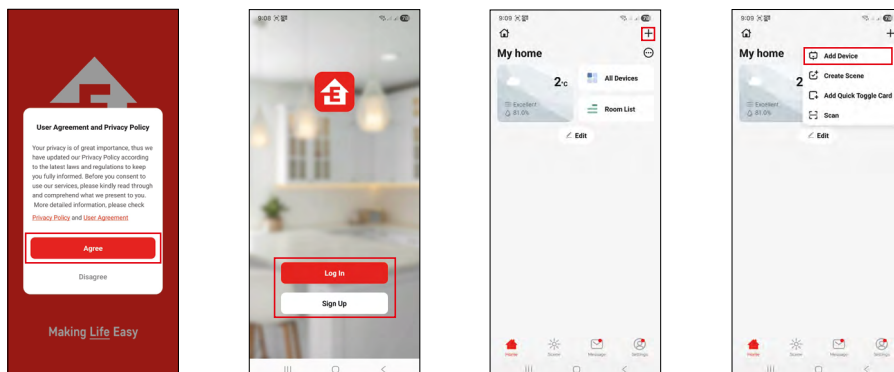 User Agreement and Privacy Policy
Your privacy is of great importance, thus we
have updated our Privacy Policy according
to the latest laws and regulations to keep
you fully informed. Before you consent to
use our services, please kindly read through
and comprehend what we present to you.
More detailed information, please check
Privacy Policy and User Agreement
Agree
Disagree
Making Life Easy
9:09
70
E
Log In
Sign Up
9:09
70
My home
2°C
Excellent
81.0%
All Devices
Room List
Edit
Home
Scene
Message
Settings
9:09
70
My home
2
Excellent
81.0%
Add Device
Create Scene
Add Quick Toggle Card
Scan
Edit
Home
Scene
Message
Settings